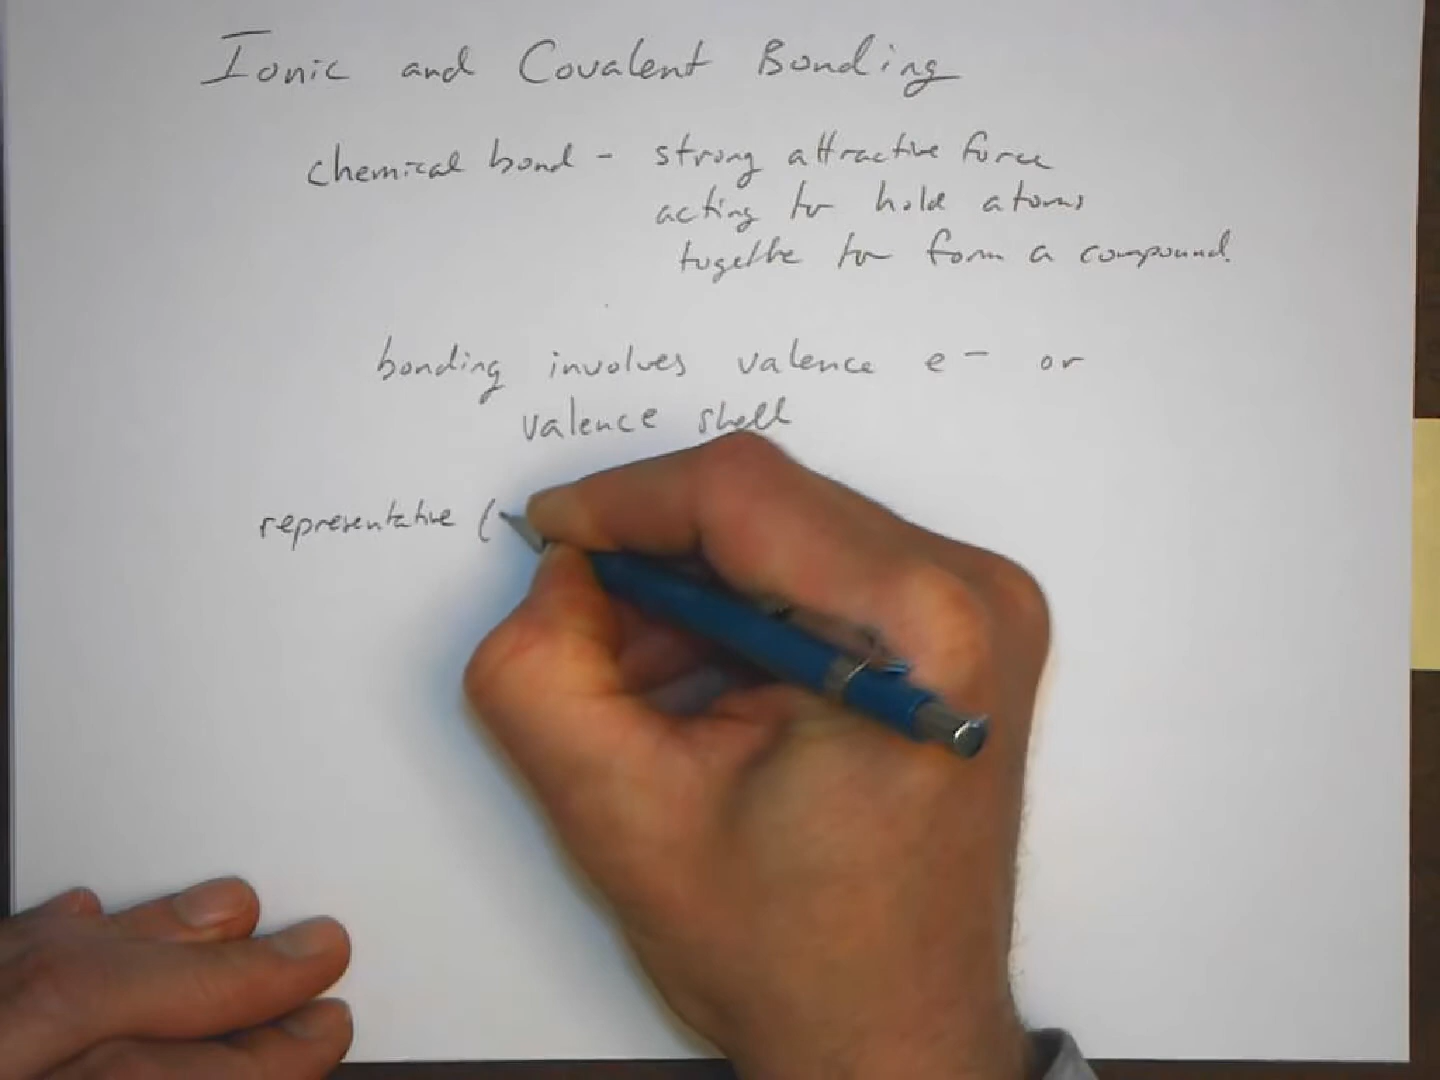 Ionic and Covalent Bonding
chemical bond - strong attractive force
acting to hold atoms
togethe to form a compound.
bonding involves valence e- or
valence shell
representative (